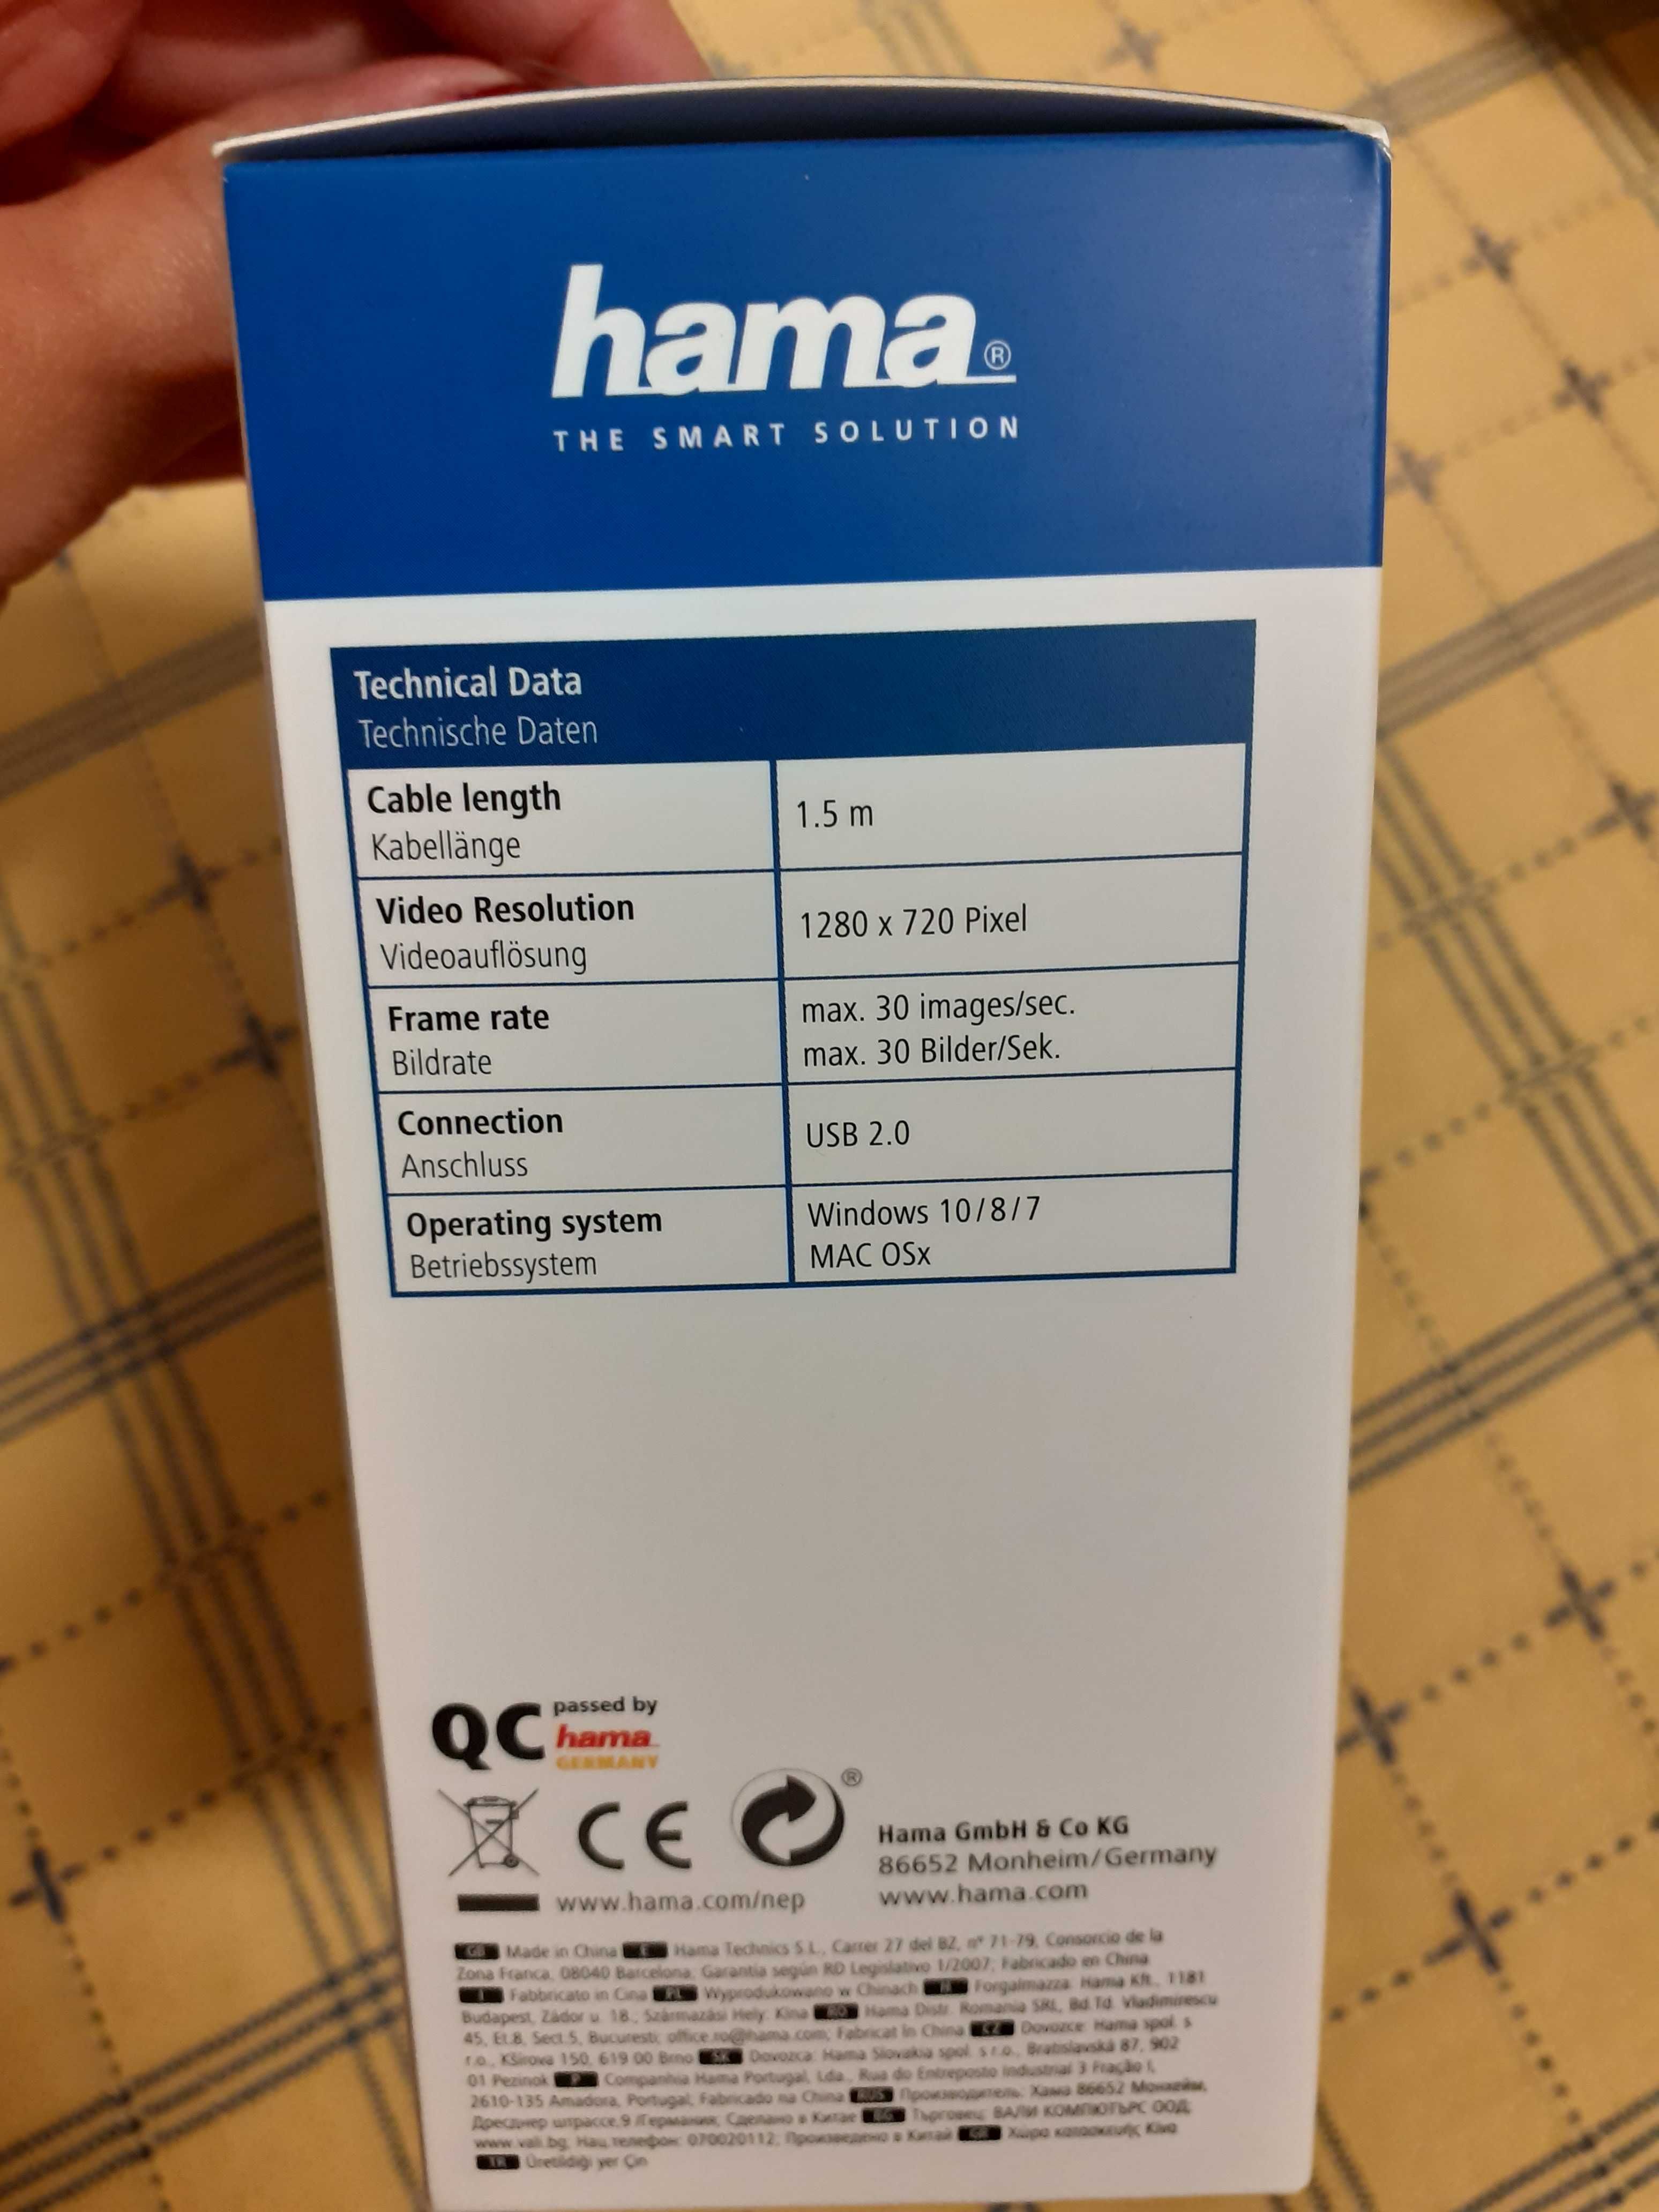 hama®
THE SMART SOLUTION
Technical Data
Technische Daten
Cable length
Kabellänge
1.5 m
Video Resolution
Videoauflösung
1280 x 720 Pixel
Frame rate
Bildrate
max. 30 images/sec.
max. 30 Bilder/Sek.
Connection
Anschluss
USB 2.0
Operating system
Betriebssystem
Windows 10/8/7
MAC OSx
QC passed by
hama
GERMANY
CE
®
Hama GmbH & Co KG
86652 Monheim/Germany
www.hama.com/nep
www.hama.com
GB Made in China E Hama Technics S.L., Carrer 27 del BZ, nº 71-79, Consorcio de la
Zona Franca, 08040 Barcelona; Garantía según RD Legislativo 1/2007; Fabricado en China
I Fabbricato in Cina PL Wyprodukowano w Chinach H Forgalmazza: Hama Kft., 1181
Budapest, Zádor u. 18.; Származási Hely: Kína RO Hama Distr. Romania SRL, Bd.Td. Vladimirescu
45, Et.8, Sect.5, Bucuresti; office.ro@hama.com; Fabricat în China CZ Dovozce: Hama spol. s
r.o., Kšírova 150, 619 00 Brno SK Dovozca: Hama Slovakia spol. s r.o., Bratislavská 87, 902
01 Pezinok P Companhia Hama Portugal, Lda., Rua do Entreposto Industrial 3 Fração I,
2610-135 Amadora, Portugal; Fabricado na China RUS Производитель: Хама 86652 Монхайм,
Дресднер штрассе,9 /Германия; Сделано в Китае BG Търговец: ВАЛИ КОМПЮТЪРС ООД;
www.vali.bg; Нац.телефон: 070020112; Произведено в Китай GR Χώρα κατασκευής Κίνα
TR Üretildiği yer Çin